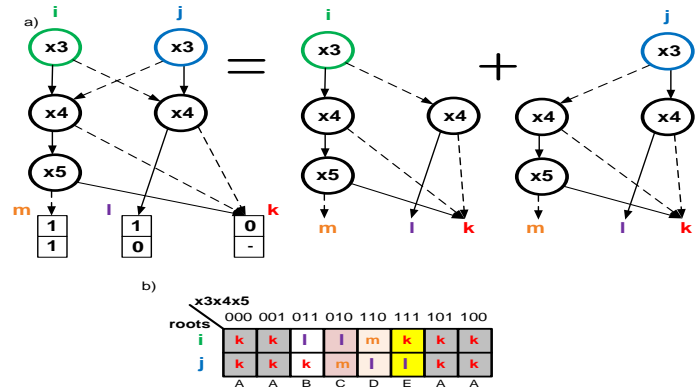 a) i j i j
x3 x3 = x3 + x3
x4 x4 x4 x4 x4 x4
x5 x5 x5
m l k
1 1 0
1 0 -
m l k m l k
b)
x3x4x5 000 001 011 010 110 111 101 100
roots
i k k l l m k k k
j k k k m l l k k
A A B C D E A A